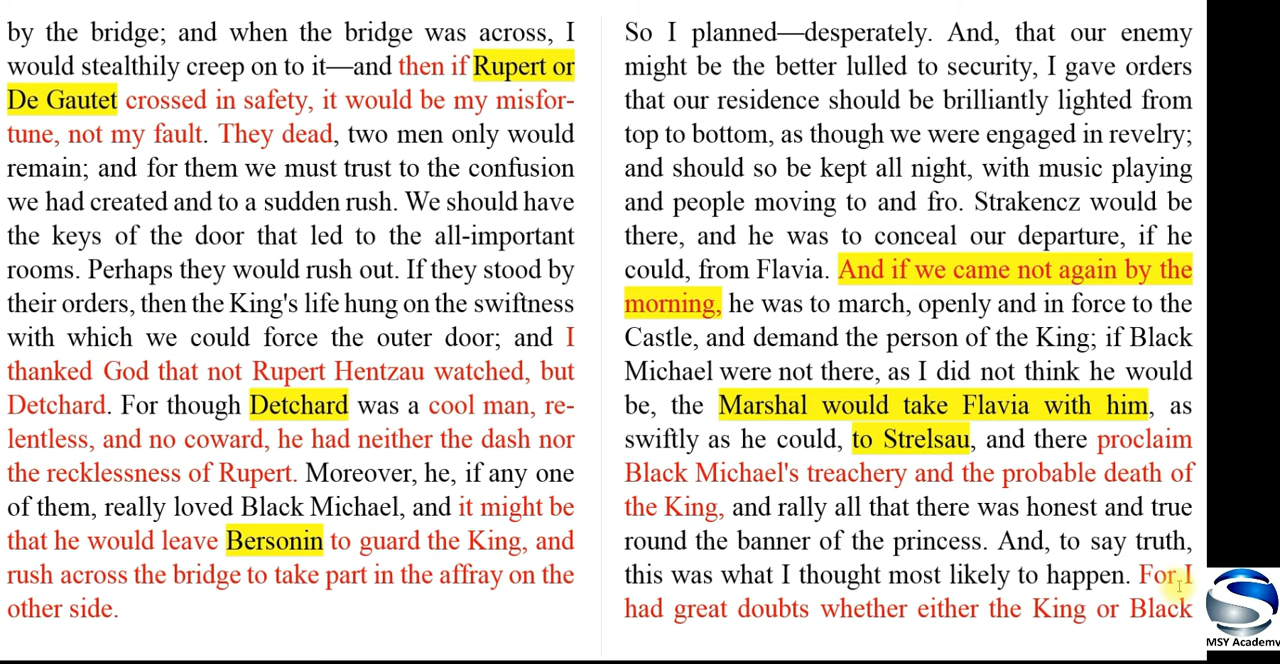 by the bridge; and when the bridge was across, I
would stealthily creep on to it—and then if Rupert or
De Gautet crossed in safety, it would be my misfor-
tune, not my fault. They dead, two men only would
remain; and for them we must trust to the confusion
we had created and to a sudden rush. We should have
the keys of the door that led to the all-important
rooms. Perhaps they would rush out. If they stood by
their orders, then the King's life hung on the swiftness
with which we could force the outer door; and I
thanked God that not Rupert Hentzau watched, but
Detchard. For though Detchard was a cool man, re-
lentless, and no coward, he had neither the dash nor
the recklessness of Rupert. Moreover, he, if any one
of them, really loved Black Michael, and it might be
that he would leave Bersonin to guard the King, and
rush across the bridge to take part in the affray on the
other side.
So I planned—desperately. And, that our enemy
might be the better lulled to security, I gave orders
that our residence should be brilliantly lighted from
top to bottom, as though we were engaged in revelry;
and should so be kept all night, with music playing
and people moving to and fro. Strakencz would be
there, and he was to conceal our departure, if he
could, from Flavia. And if we came not again by the
morning, he was to march, openly and in force to the
Castle, and demand the person of the King; if Black
Michael were not there, as I did not think he would
be, the Marshal would take Flavia with him, as
swiftly as he could, to Strelsau, and there proclaim
Black Michael's treachery and the probable death of
the King, and rally all that there was honest and true
round the banner of the princess. And, to say truth,
this was what I thought most likely to happen. For I
had great doubts whether either the King or Black
MSY Academy